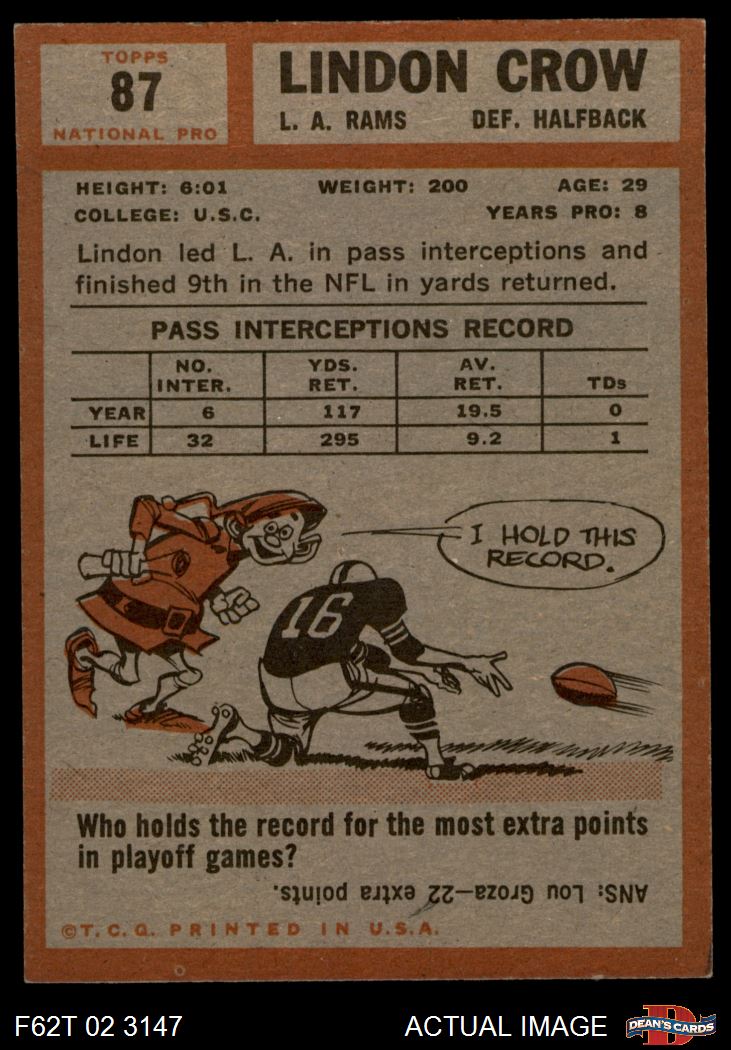 TOPPS
87
NATIONAL PRO
LINDON CROW
L. A. RAMS DEF. HALFBACK
HEIGHT: 6:01 WEIGHT: 200 AGE: 29
COLLEGE: U.S.C. YEARS PRO: 8
Lindon led L. A. in pass interceptions and
finished 9th in the NFL in yards returned.
PASS INTERCEPTIONS RECORD
NO. INTER. YDS. RET. AV. RET. TDs
YEAR 6 117 19.5 0
LIFE 32 295 9.2 1
I HOLD THIS
RECORD.
16
Who holds the record for the most extra points
in playoff games?
ANS: Lou Groza—22 extra points.
©T.C.G. PRINTED IN U.S.A.
F62T 02 3147 ACTUAL IMAGE D DEAN'S CARDS